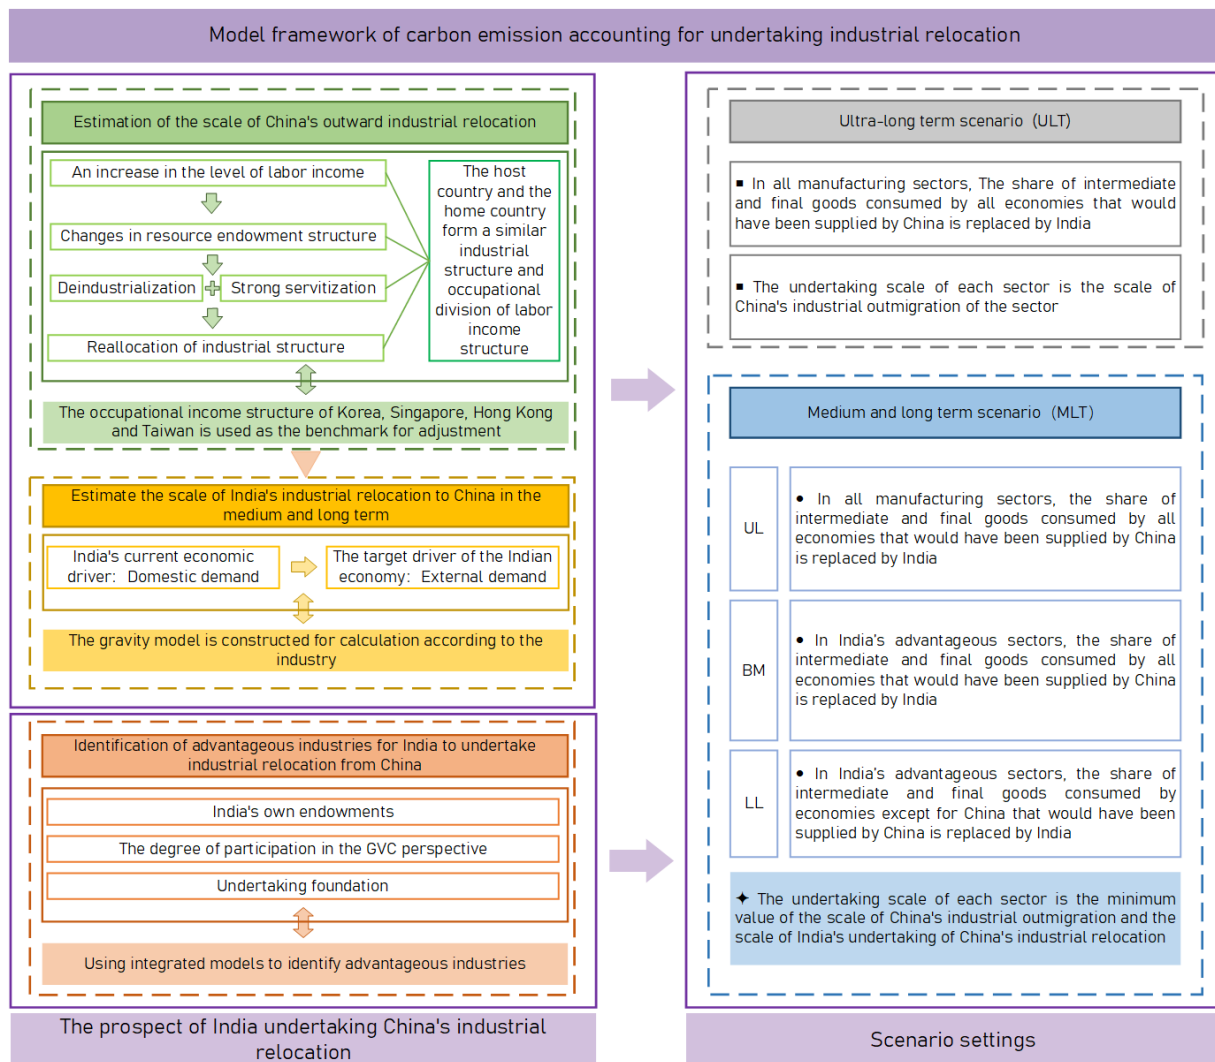 Model framework of carbon emission accounting for undertaking industrial relocation
Estimation of the scale of China's outward industrial relocation
An increase in the level of labor income
Changes in resource endowment structure
Deindustrialization
Strong servitization
Reallocation of industrial structure
The host
country and the
home country
form a similar
industrial
structure and
occupational
division of labor
income
structure
The occupational income structure of Korea, Singapore, Hong Kong
and Taiwan is used as the benchmark for adjustment
Estimate the scale of India's industrial relocation to China in the
medium and long term
India's current economic
driver: Domestic demand
The target driver of the Indian
economy: External demand
The gravity model is constructed for calculation according to the
industry
Identification of advantageous industries for India to undertake
industrial relocation from China
India's own endowments
The degree of participation in the GVC perspective
Undertaking foundation
Using integrated models to identify advantageous industries
The prospect of India undertaking China's industrial
relocation
Ultra-long term scenario (ULT)
▪ In all manufacturing sectors, The share of intermediate
and final goods consumed by all economies that would
have been supplied by China is replaced by India
▪ The undertaking scale of each sector is the scale of
China's industrial outmigration of the sector
Medium and long term scenario (MLT)
UL
• In all manufacturing sectors, the share of
intermediate and final goods consumed by all
economies that would have been supplied by China
is replaced by India
BM
• In India's advantageous sectors, the share of
intermediate and final goods consumed by all
economies that would have been supplied by China
is replaced by India
LL
• In India's advantageous sectors, the share of
intermediate and final goods consumed by
economies except for China that would have been
supplied by China is replaced by India
✦ The undertaking scale of each sector is the minimum
value of the scale of China's industrial outmigration and the
scale of India's undertaking of China's industrial relocation
Scenario settings